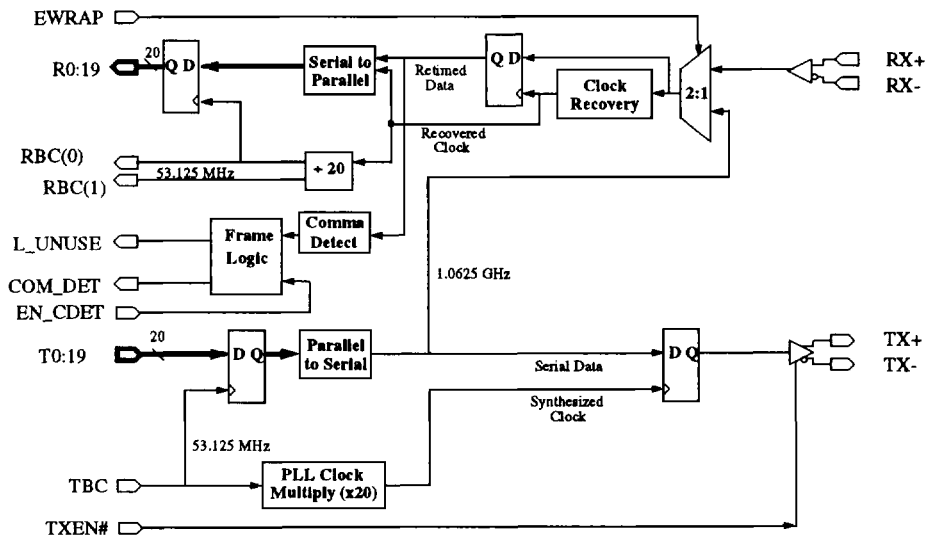 EWRAP
20
R0:19
Q D
Serial to
Parallel
Retimed
Data
Q D
Clock
Recovery
2:1
RX+
RX-
Recovered
Clock
RBC(0)
53.125 MHz
RBC(1)
÷ 20
L_UNUSE
Frame
Logic
Comma
Detect
COM_DET
1.0625 GHz
EN_CDET
20
T0:19
D Q
Parallel
to Serial
Serial Data
D Q
TX+
TX-
Synthesized
Clock
53.125 MHz
TBC
PLL Clock
Multiply (x20)
TXEN#